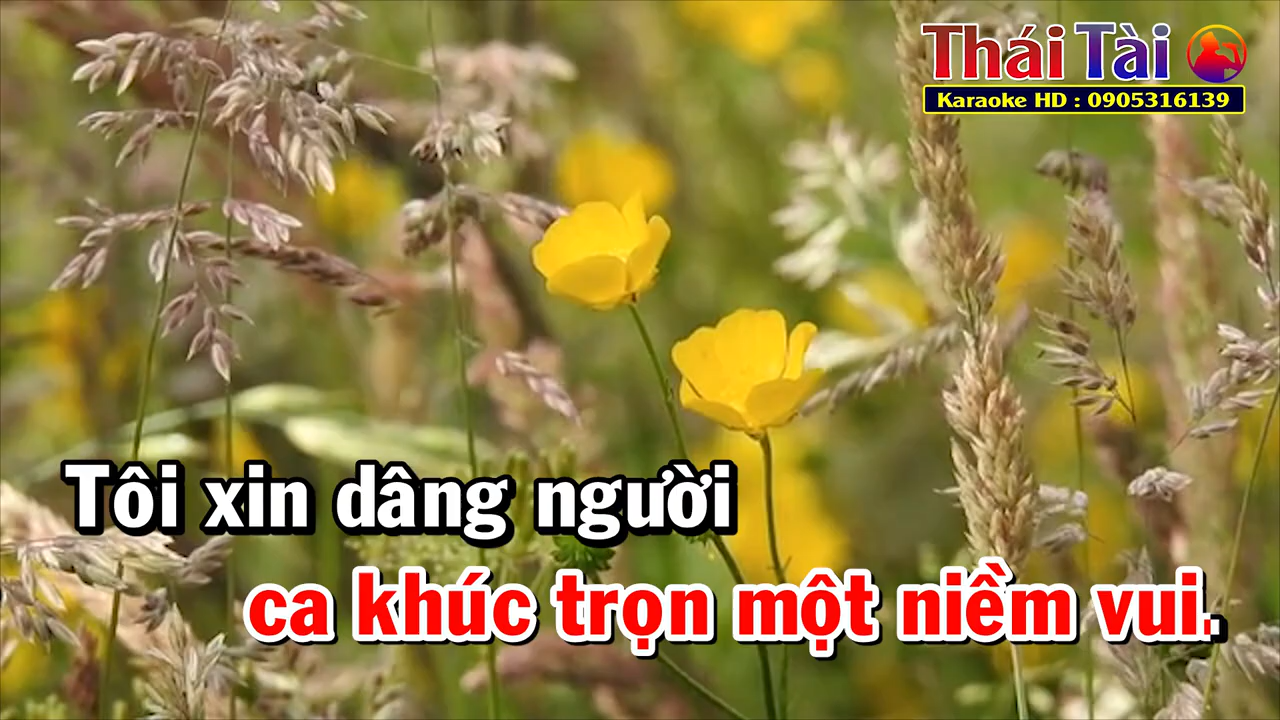 Thái Tài
Karaoke HD : 0905316139
Tôi xin dâng người
ca khúc trọn một niềm vui.